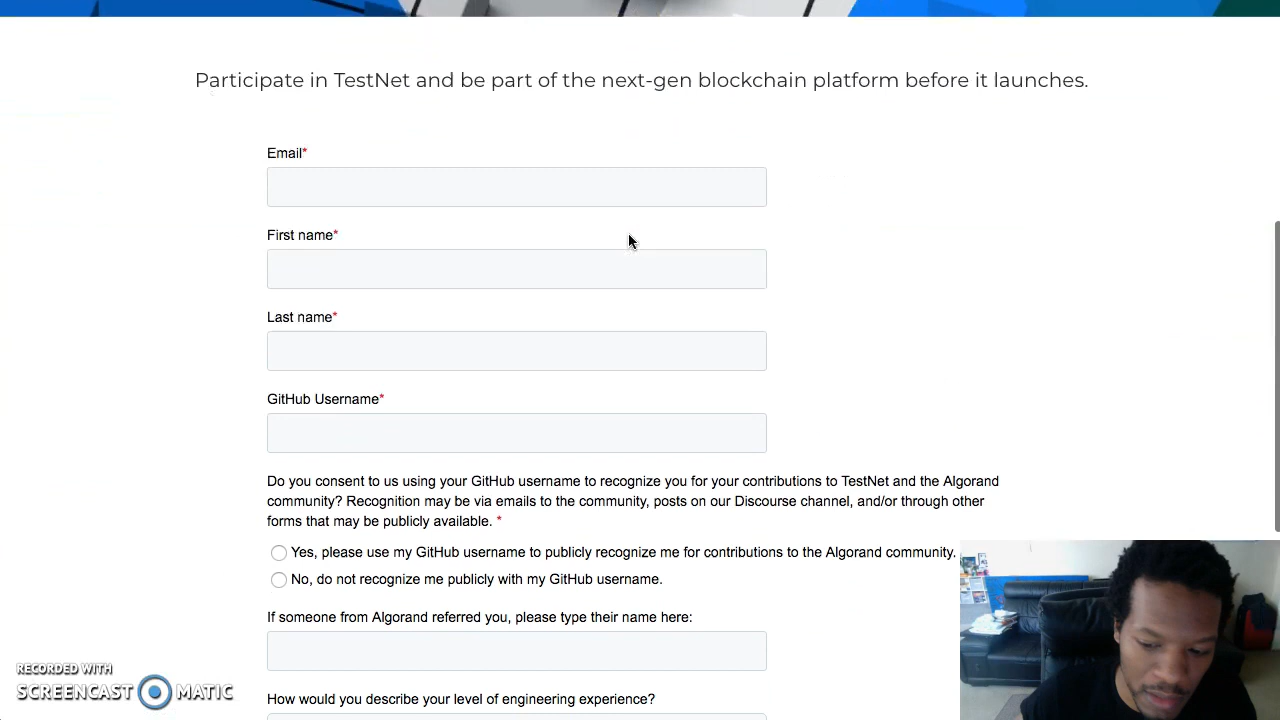 Participate in TestNet and be part of the next-gen blockchain platform before it launches.
Email*
First name*
Last name*
GitHub Username*
Do you consent to us using your GitHub username to recognize you for your contributions to TestNet and the Algorand
community? Recognition may be via emails to the community, posts on our Discourse channel, and/or through other
forms that may be publicly available. *
Yes, please use my GitHub username to publicly recognize me for contributions to the Algorand community.
No, do not recognize me publicly with my GitHub username.
If someone from Algorand referred you, please type their name here:
How would you describe your level of engineering experience?
RECORDED WITH
SCREENCAST MATIC